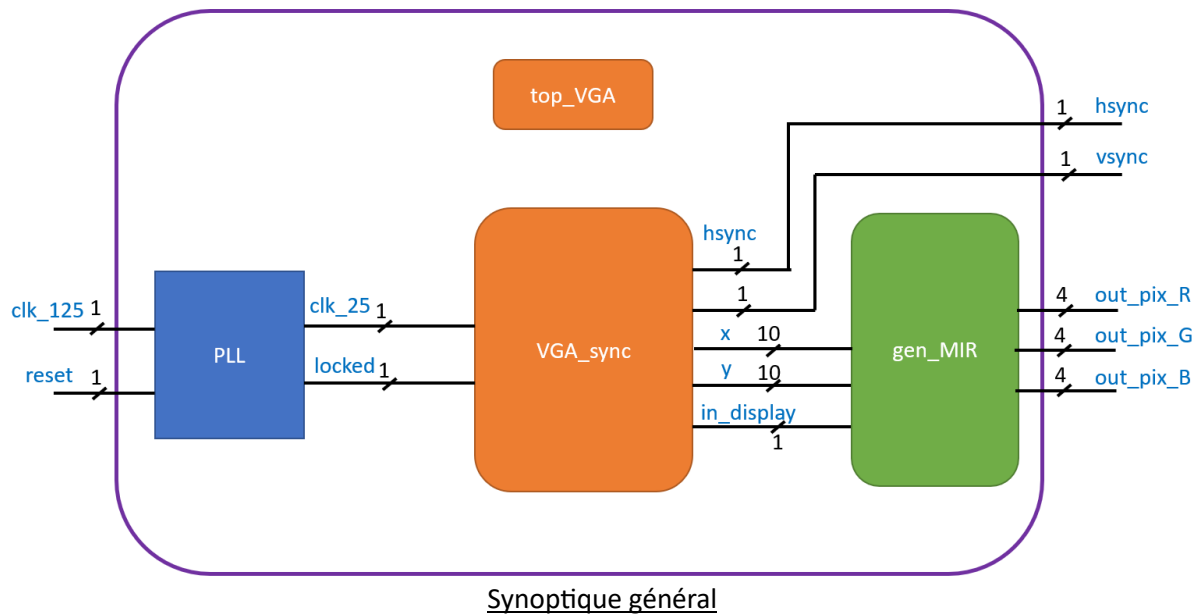 top_VGA
1
hsync
1
vsync
hsync
1
clk_125
1
clk_25
1
1
out_pix_R
4
PLL
VGA_sync
x
10
gen_MIR
out_pix_G
4
reset
1
locked
1
y
10
out_pix_B
4
in_display
1
Synoptique général